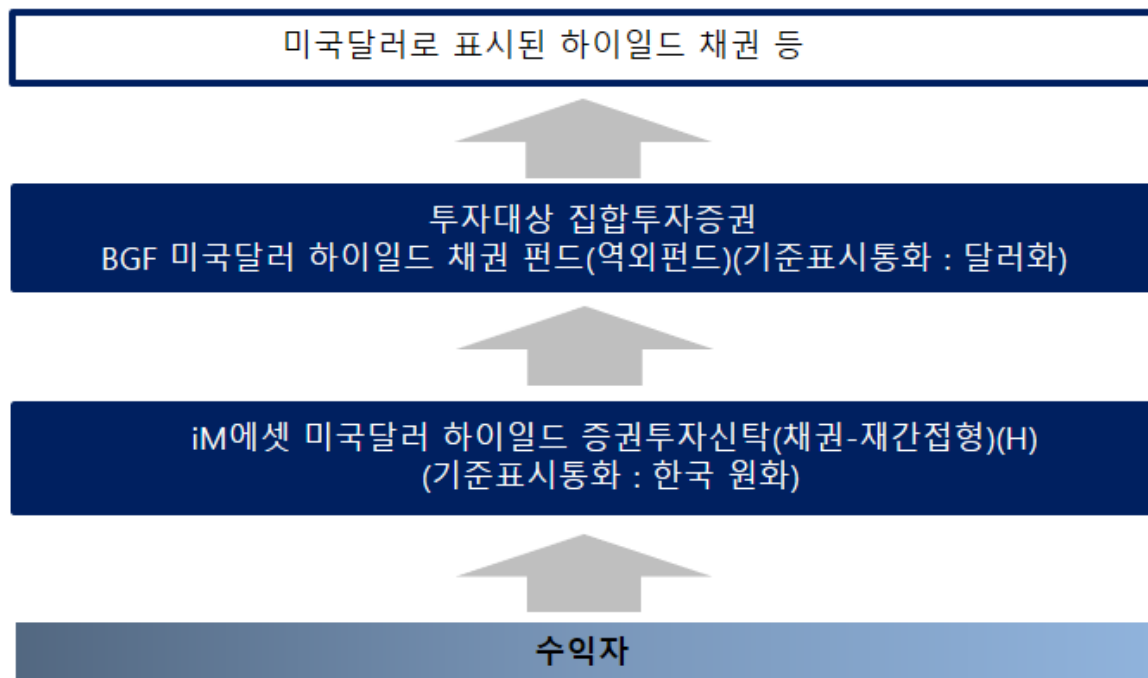 미국달러로 표시된 하이일드 채권 등
투자대상 집합투자증권
BGF 미국달러 하이일드 채권 펀드(역외펀드)(기준표시통화 : 달러화)
iM에셋 미국달러 하이일드 증권투자신탁(채권-재간접형)(H)
(기준표시통화 : 한국 원화)
수익자